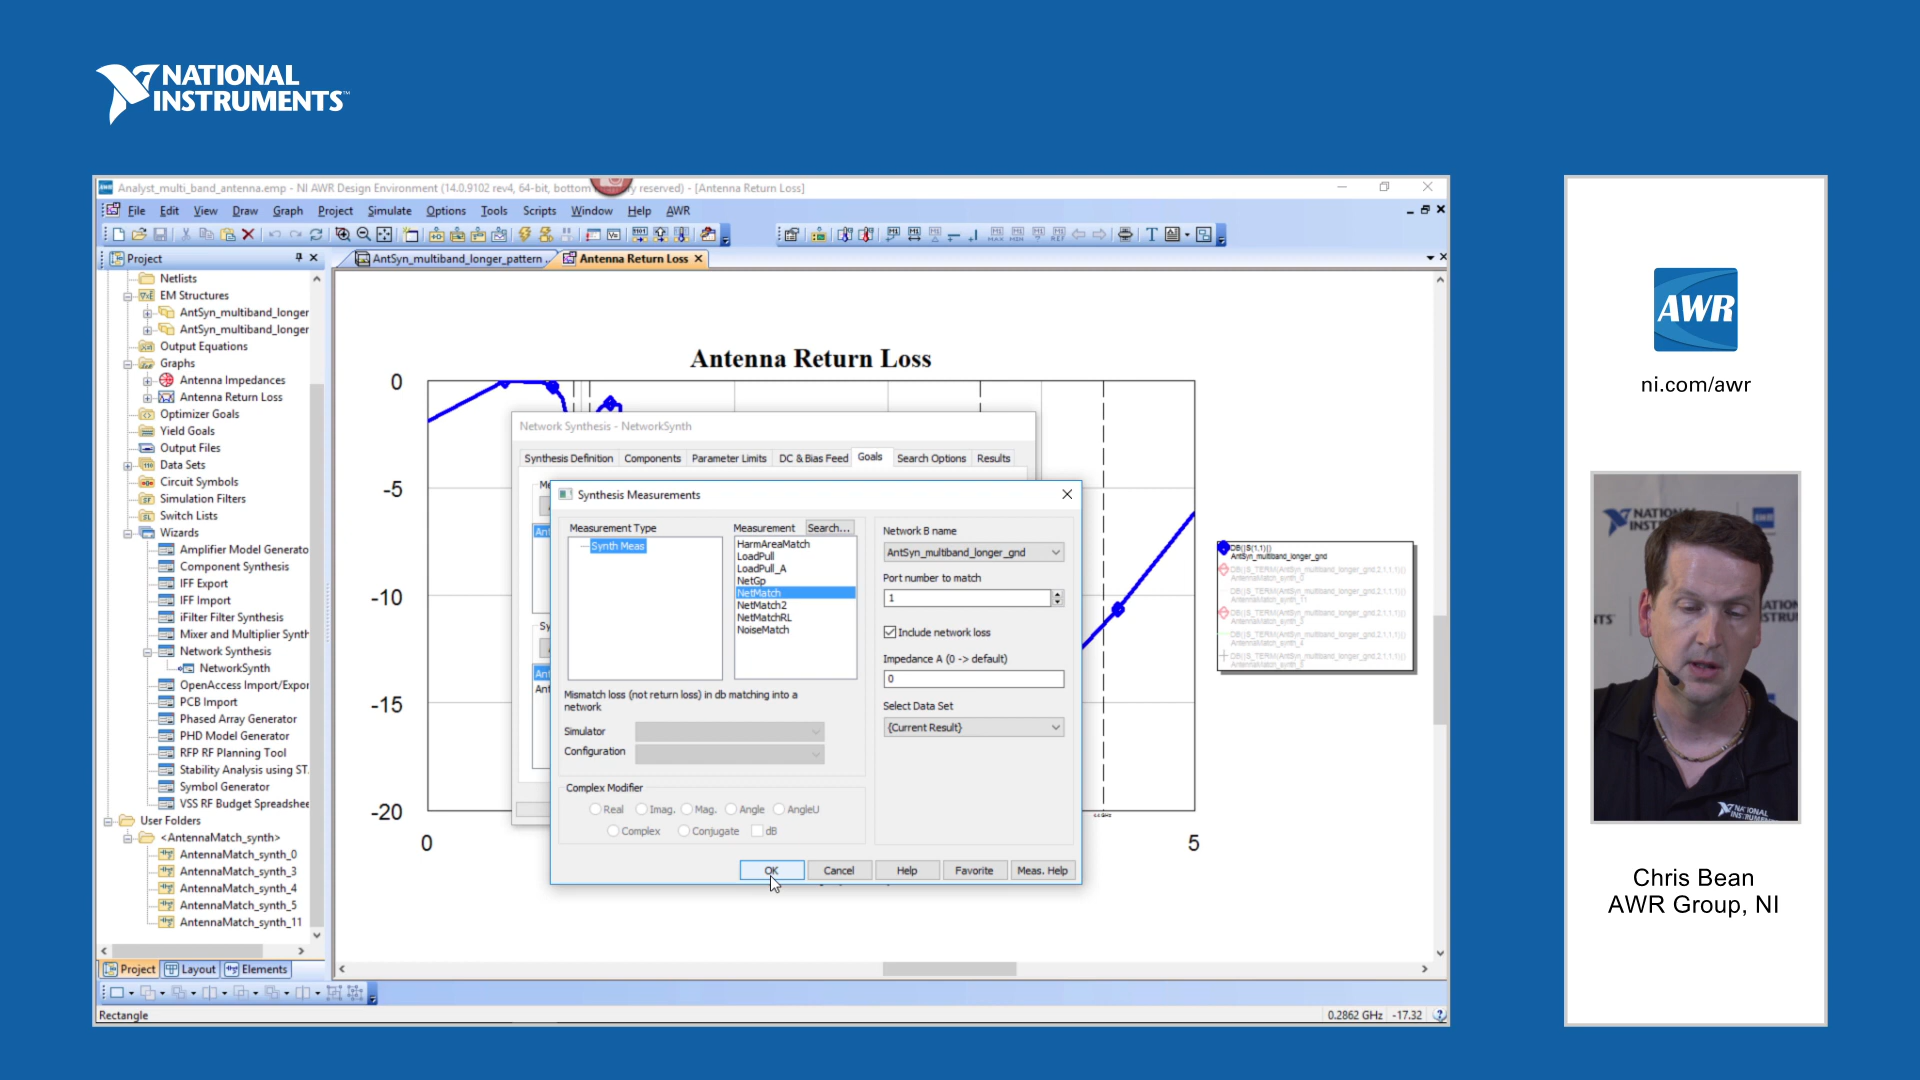 NATIONAL
INSTRUMENTS
Analyst_multi_band_antenna.emp - NI AWR Design Environment (14.0.9102 rev4, 64-bit, bottom y reserved) - [Antenna Return Loss]
File Edit View Draw Graph Project Simulate Options Tools Scripts Window Help AWR
Project
AntSyn_multiband_longer_pattern
Antenna Return Loss
Netlists
EM Structures
AntSyn_multiband_longer
AntSyn_multiband_longer
Output Equations
Graphs
Antenna Impedances
Antenna Return Loss
Optimizer Goals
Yield Goals
Output Files
Data Sets
Circuit Symbols
Simulation Filters
Switch Lists
Wizards
Amplifier Model Generato
Component Synthesis
IFF Export
IFF Import
iFilter Filter Synthesis
Mixer and Multiplier Synth
Network Synthesis
NetworkSynth
OpenAccess Import/Expor
PCB Import
Phased Array Generator
PHD Model Generator
RFP RF Planning Tool
Stability Analysis using ST
Symbol Generator
VSS RF Budget Spreadshee
User Folders
<AntennaMatch_synth>
AntennaMatch_synth_0
AntennaMatch_synth_3
AntennaMatch_synth_4
AntennaMatch_synth_5
AntennaMatch_synth_11
Project Layout Elements
Rectangle
0.2862 GHz -17.32
Antenna Return Loss
0
-5
-10
-15
-20
0
5
DB(|S(1,1)|)
AntSyn_multiband_longer_gnd
Network Synthesis - NetworkSynth
Synthesis Definition Components Parameter Limits DC & Bias Feed Goals Search Options Results
Me
Ant
Sy
Ant
Ant
Synthesis Measurements
Measurement Type
Synth Meas
Measurement Search...
HarmAreaMatch
LoadPull
LoadPull_A
NetGp
NetMatch
NetMatch2
NetMatchRL
NoiseMatch
Mismatch loss (not return loss) in db matching into a
network
Simulator
Configuration
Complex Modifier
Real Imag. Mag. Angle AngleU
Complex Conjugate dB
Network B name
AntSyn_multiband_longer_gnd
Port number to match
1
Include network loss
Impedance A (0 -> default)
0
Select Data Set
{Current Result}
OK Cancel Help Favorite Meas. Help
AWR
ni.com/awr
Chris Bean
AWR Group, NI